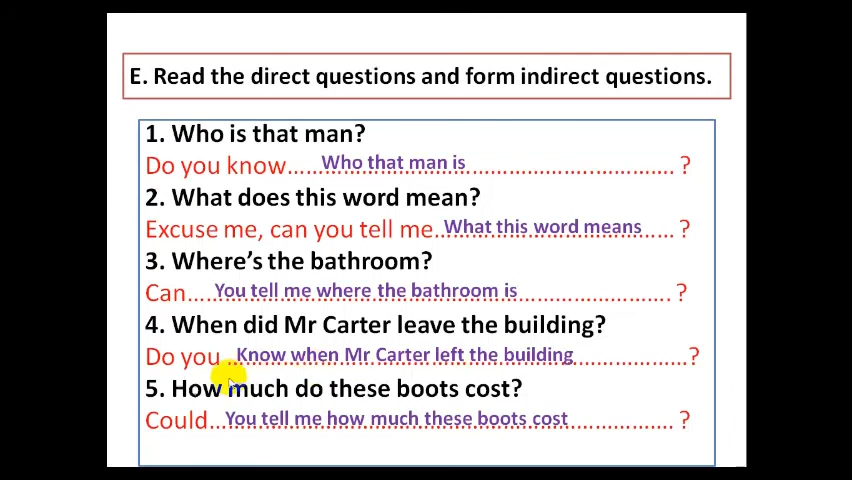 E. Read the direct questions and form indirect questions.
1. Who is that man?
Do you know……Who that man is……………………………………. ?
2. What does this word mean?
Excuse me, can you tell me…What this word means…… ?
3. Where’s the bathroom?
Can…You tell me where the bathroom is……………………. ?
4. When did Mr Carter leave the building?
Do you …Know when Mr Carter left the building………………?
5. How much do these boots cost?
Could…You tell me how much these boots cost……………. ?